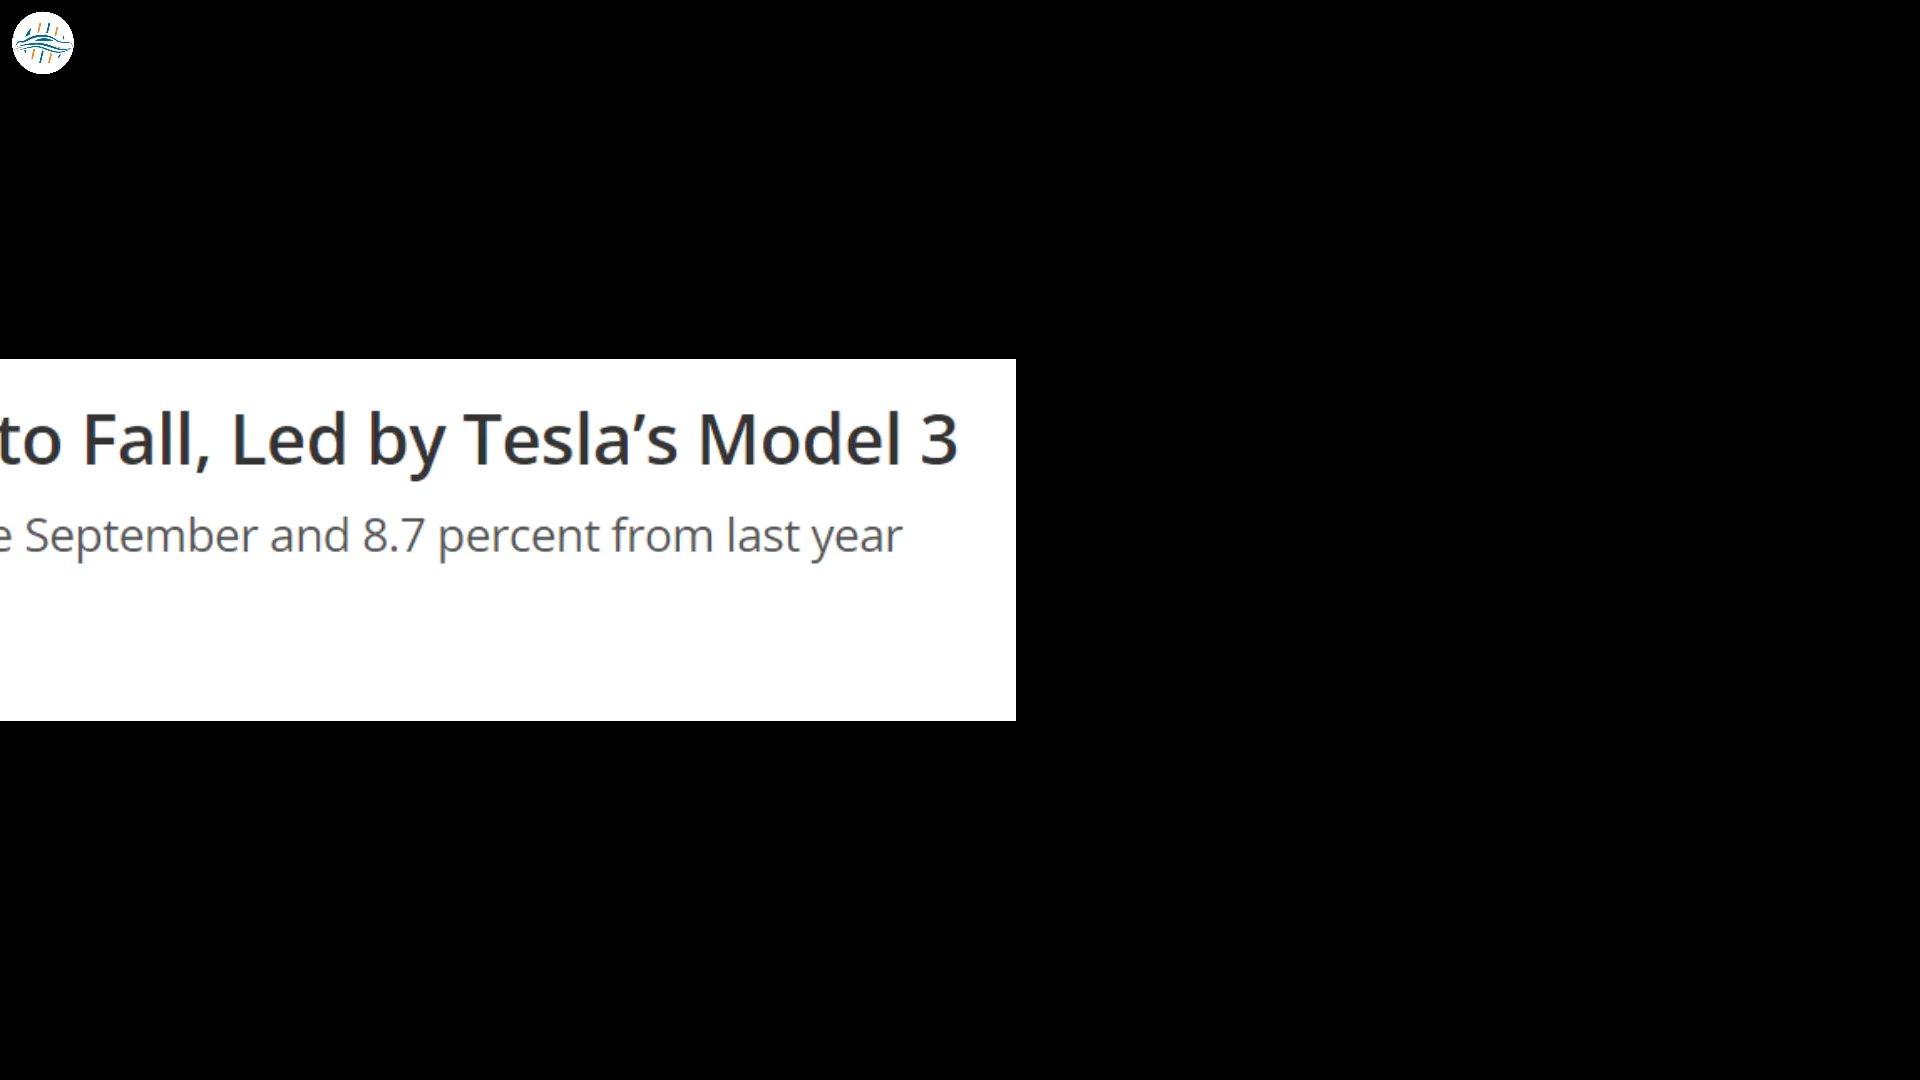 to Fall, Led by Tesla’s Model 3
September and 8.7 percent from last year